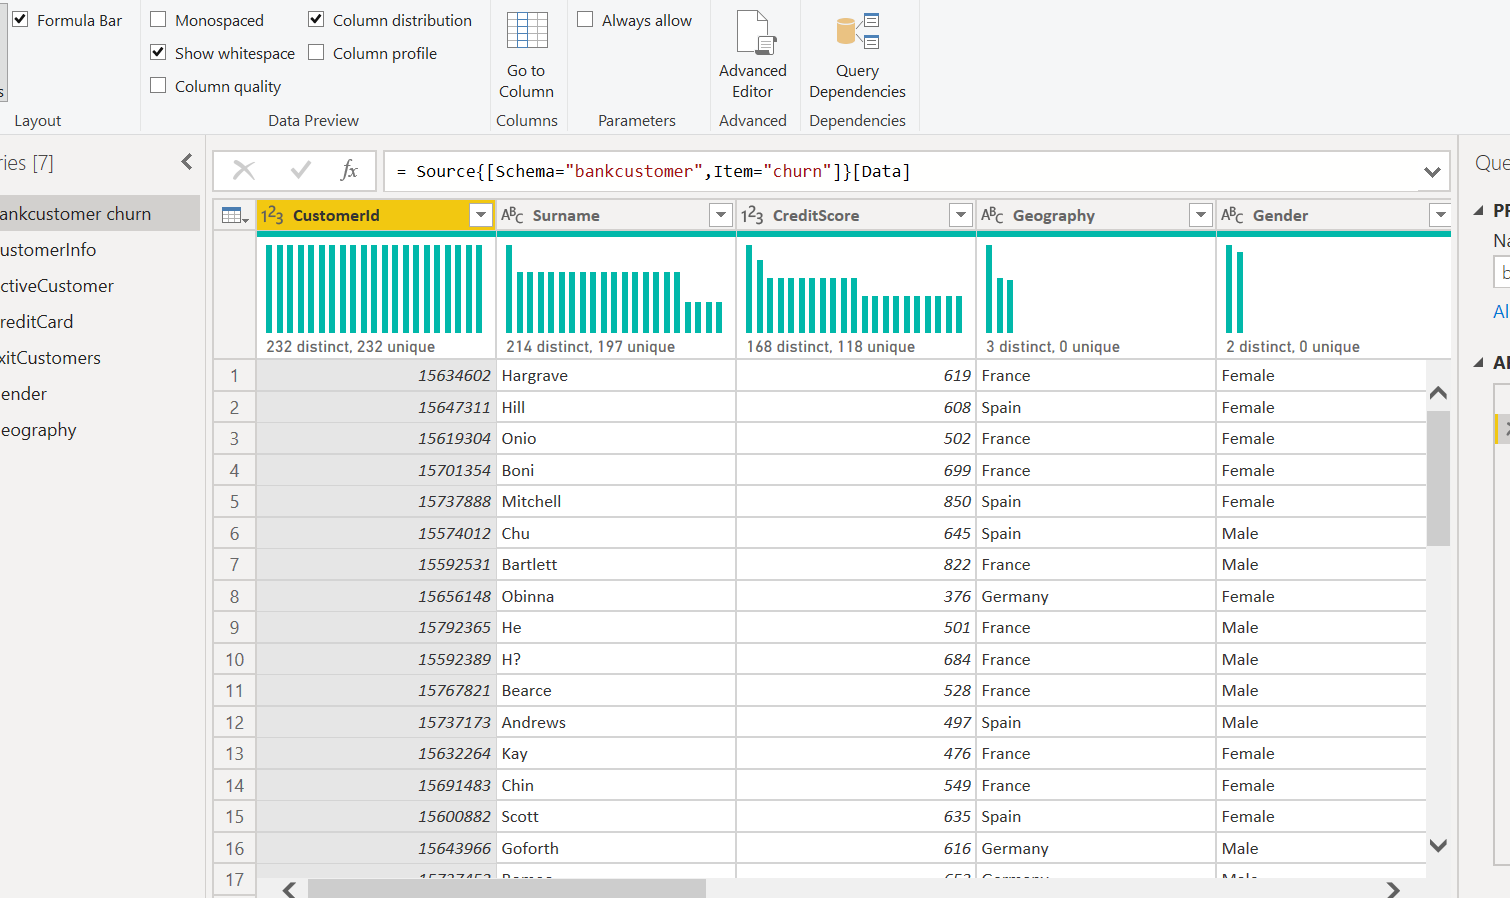 Formula Bar
Monospaced
Column distribution
Show whitespace
Column profile
Column quality
Go to
Column
Always allow
Advanced
Editor
Query
Dependencies
Layout
Data Preview
Columns
Parameters
Advanced
Dependencies
ries [7]
fx
= Source{[Schema="bankcustomer",Item="churn"]}[Data]
Que
ankcustomer churn
ustomerInfo
ctiveCustomer
reditCard
xitCustomers
ender
eography
123 CustomerId ABC Surname 123 CreditScore ABC Geography ABC Gender
232 distinct, 232 unique 214 distinct, 197 unique 168 distinct, 118 unique 3 distinct, 0 unique 2 distinct, 0 unique
1 15634602 Hargrave 619 France Female
2 15647311 Hill 608 Spain Female
3 15619304 Onio 502 France Female
4 15701354 Boni 699 France Female
5 15737888 Mitchell 850 Spain Female
6 15574012 Chu 645 Spain Male
7 15592531 Bartlett 822 France Male
8 15656148 Obinna 376 Germany Female
9 15792365 He 501 France Male
10 15592389 H? 684 France Male
11 15767821 Bearce 528 France Male
12 15737173 Andrews 497 Spain Male
13 15632264 Kay 476 France Female
14 15691483 Chin 549 France Female
15 15600882 Scott 635 Spain Female
16 15643966 Goforth 616 Germany Male
17
Na
b
Al